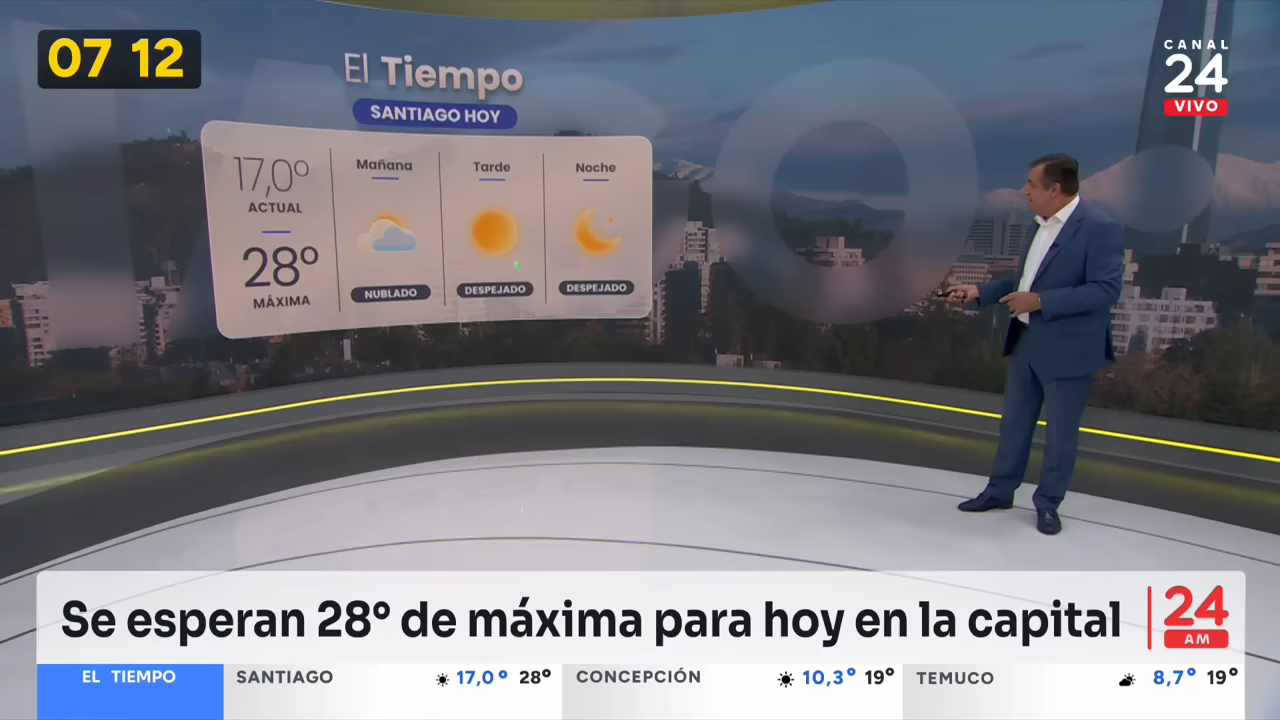 07 12
CANAL
24
VIVO
El Tiempo
SANTIAGO HOY
17,0°
ACTUAL
28°
MÁXIMA
Mañana
NUBLADO
Tarde
DESPEJADO
Noche
DESPEJADO
Se esperan 28° de máxima para hoy en la capital
24
AM
EL TIEMPO
SANTIAGO 17,0° 28°
CONCEPCIÓN 10,3° 19°
TEMUCO 8,7° 19°